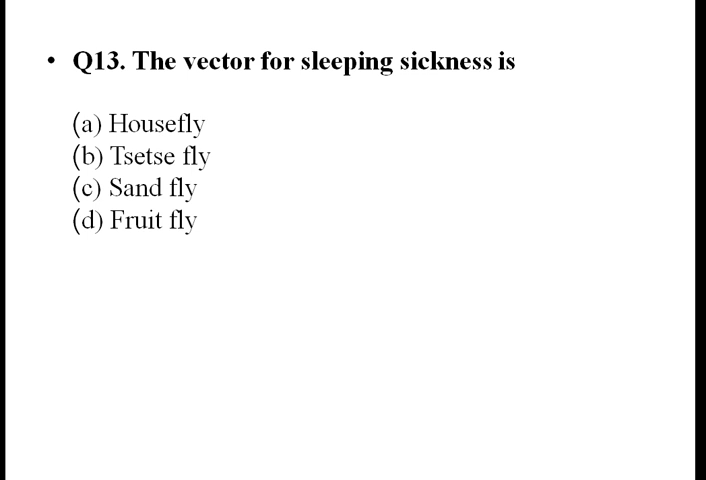 • Q13. The vector for sleeping sickness is
(a) Housefly
(b) Tsetse fly
(c) Sand fly
(d) Fruit fly